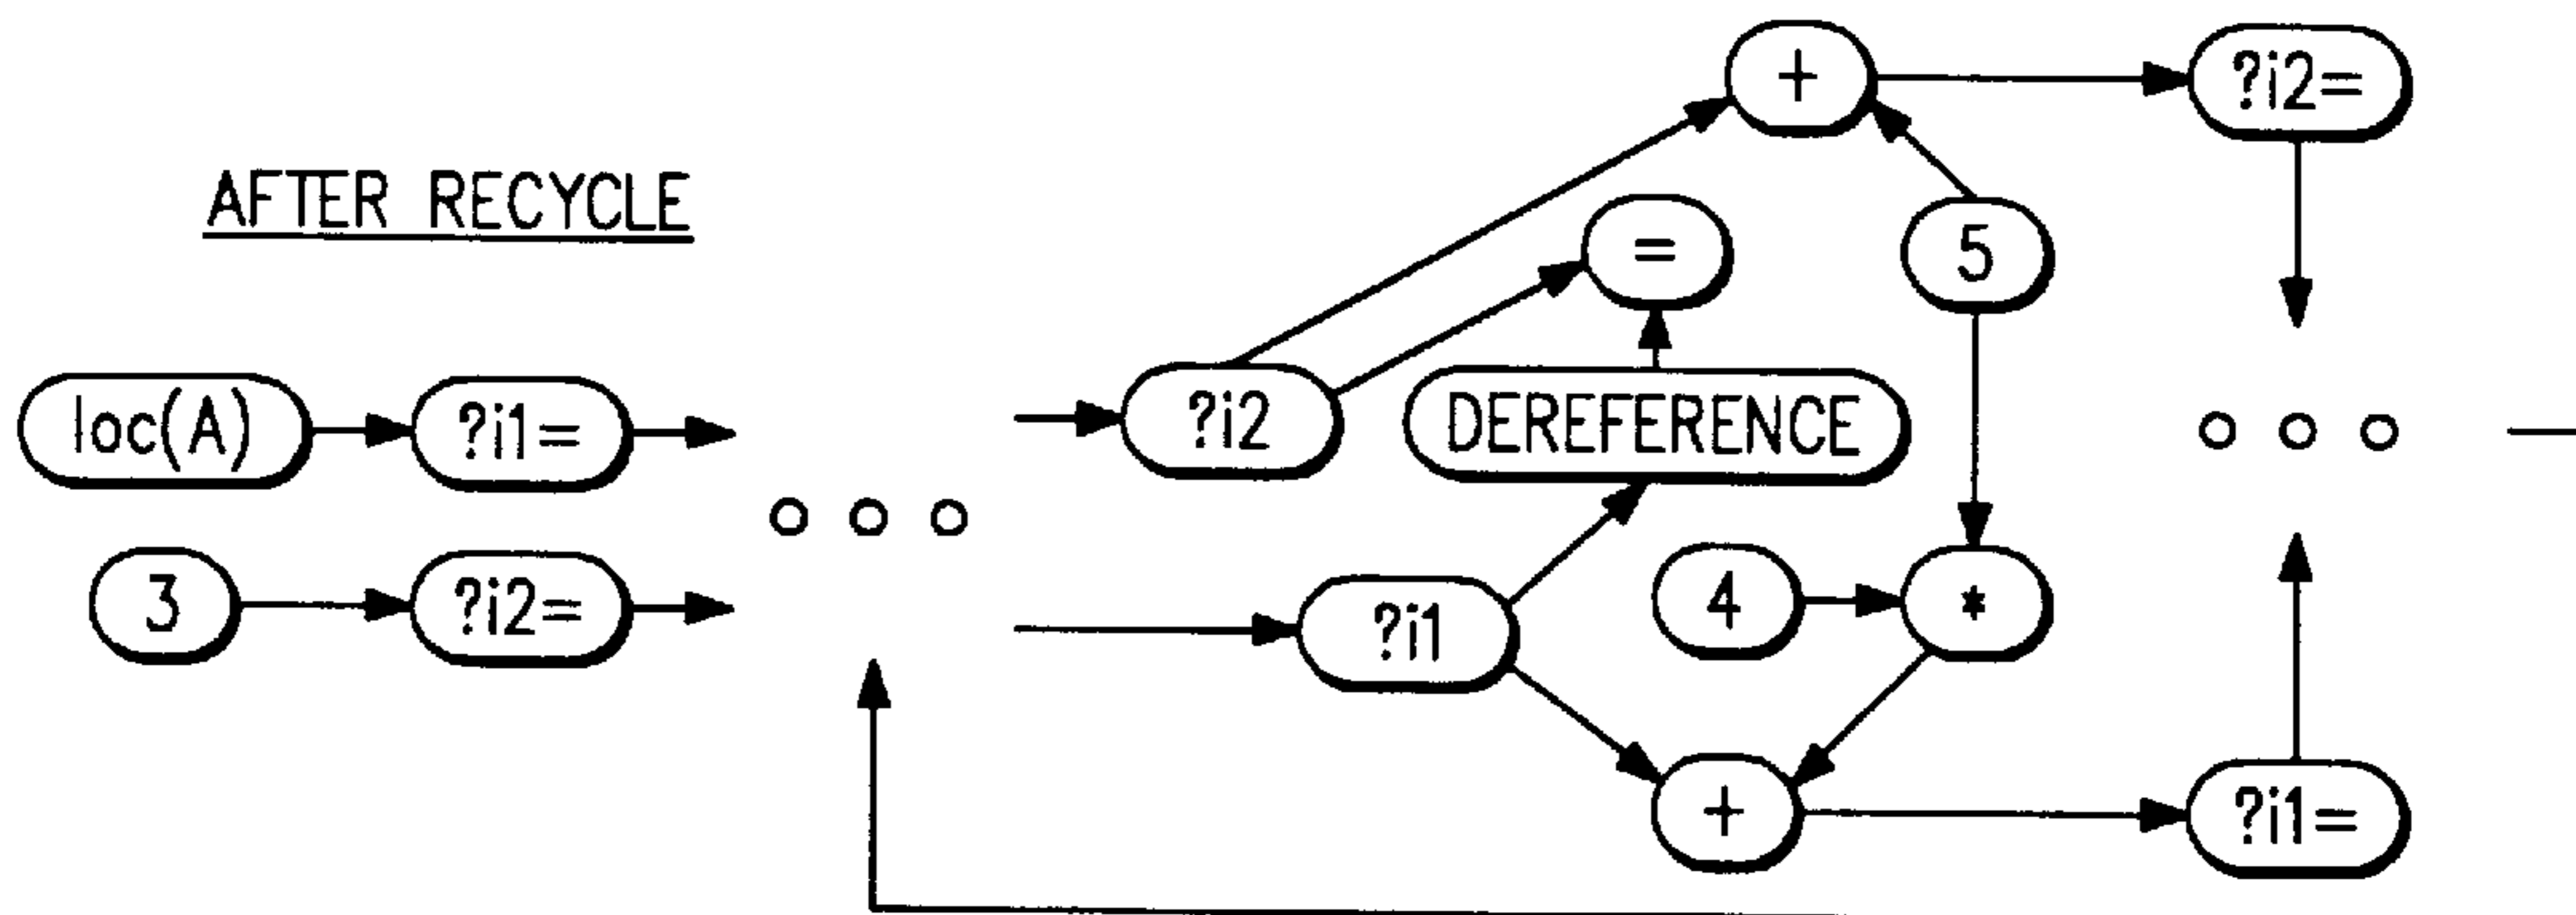 AFTER RECYCLE
+
?i2=
=
5
loc(A)
?i1=
?i2
DEREFERENCE
3
?i2=
?i1
4
*
+
?i1=